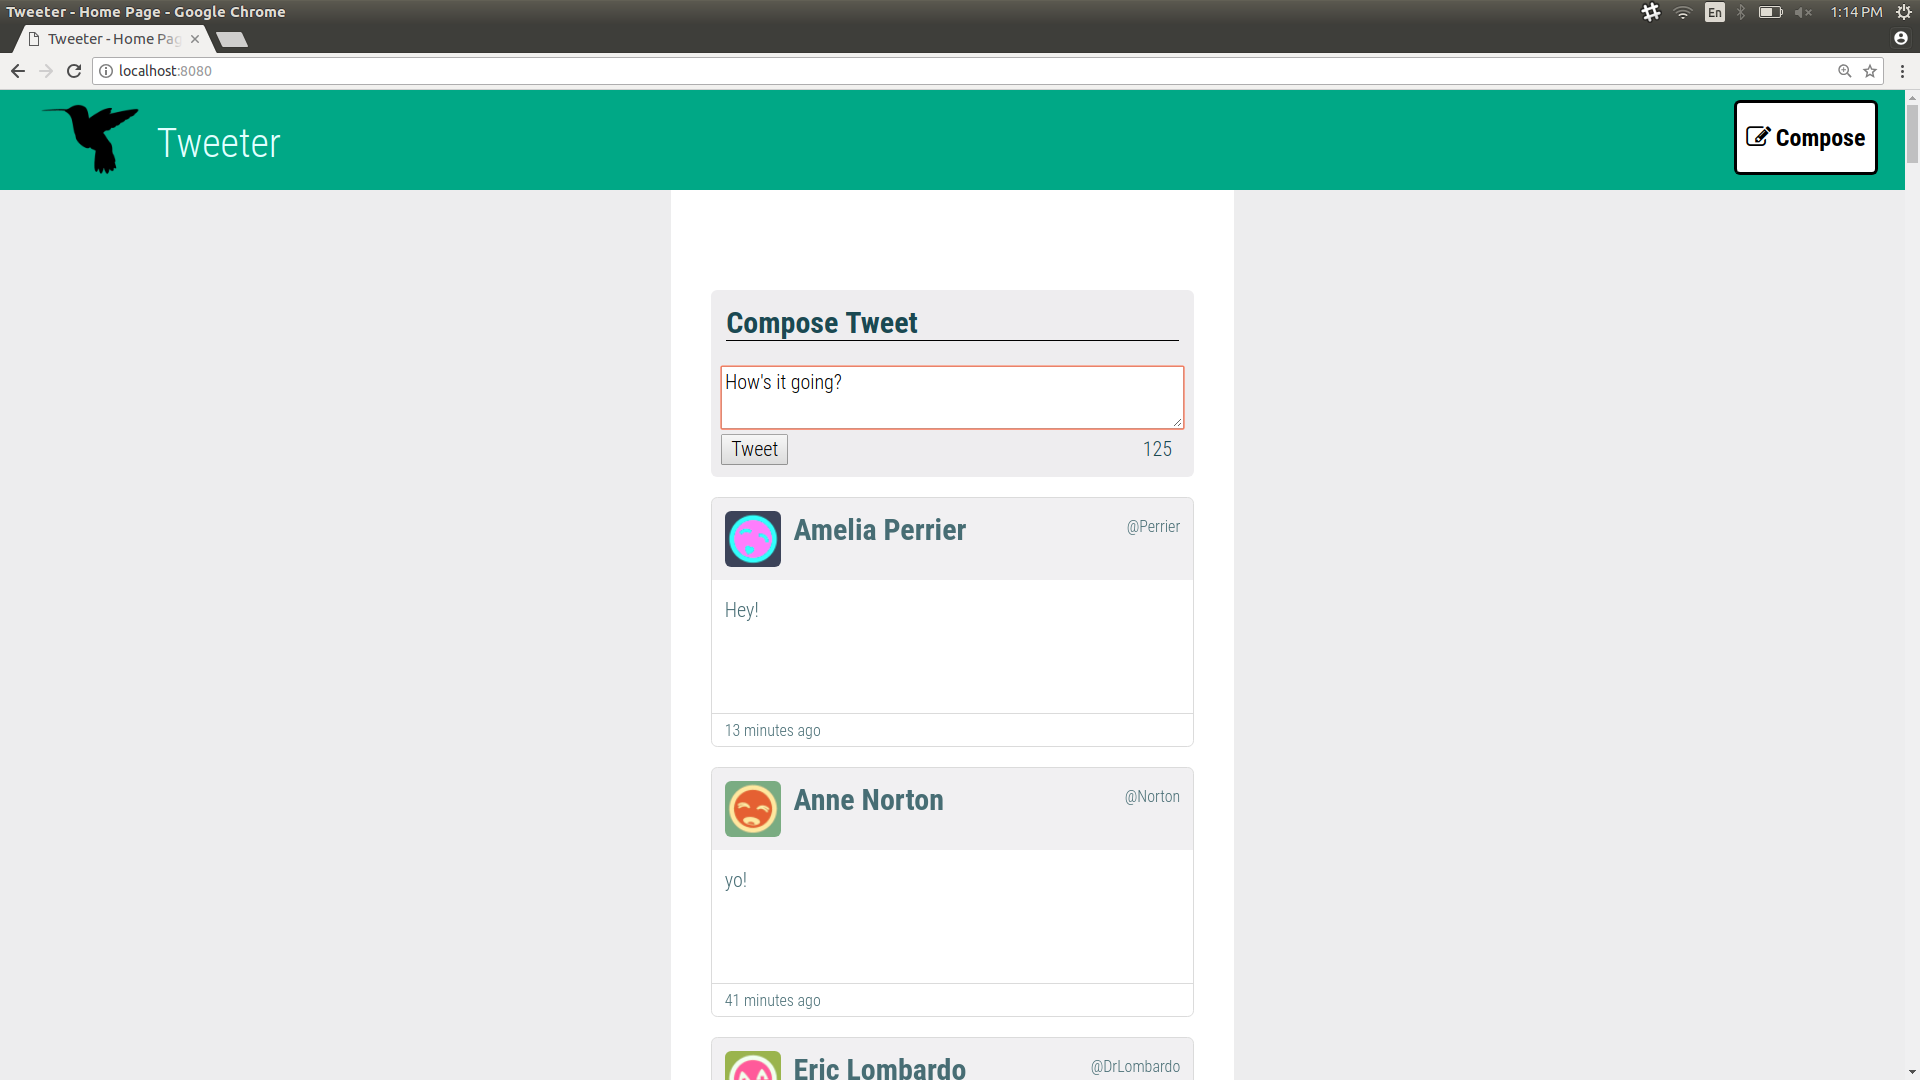 Tweeter - Home Page - Google Chrome
En
1:14 PM
Tweeter - Home Pag
localhost:8080
Tweeter
Compose
Compose Tweet
How's it going?
Tweet
125
Amelia Perrier
@Perrier
Hey!
13 minutes ago
Anne Norton
@Norton
yo!
41 minutes ago
Eric Lombardo
@DrLombardo